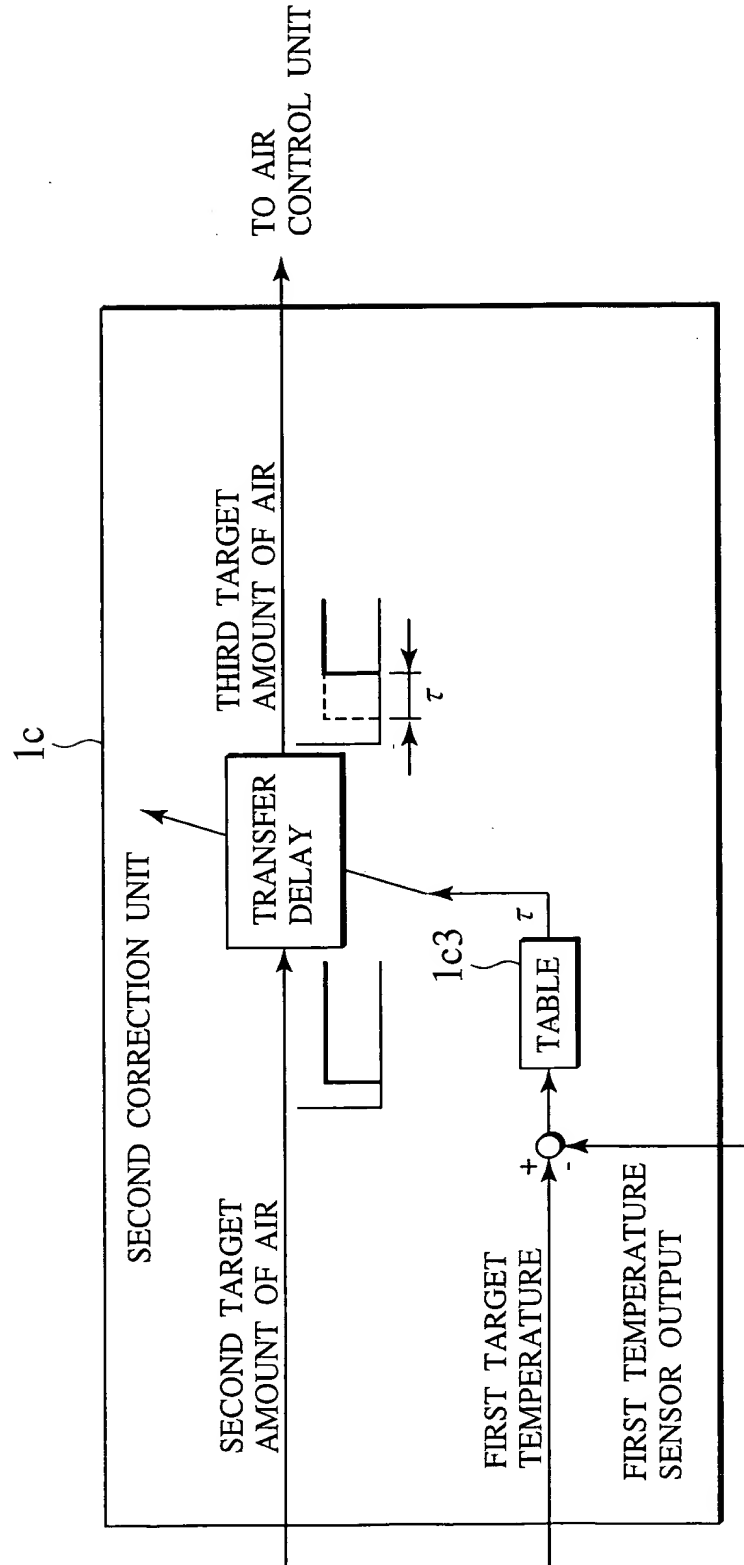 1c
SECOND CORRECTION UNIT
SECOND TARGET
AMOUNT OF AIR
TRANSFER
DELAY
THIRD TARGET
AMOUNT OF AIR
TO AIR
CONTROL UNIT
τ
1c3
τ
TABLE
+
-
FIRST TARGET
TEMPERATURE
FIRST TEMPERATURE
SENSOR OUTPUT